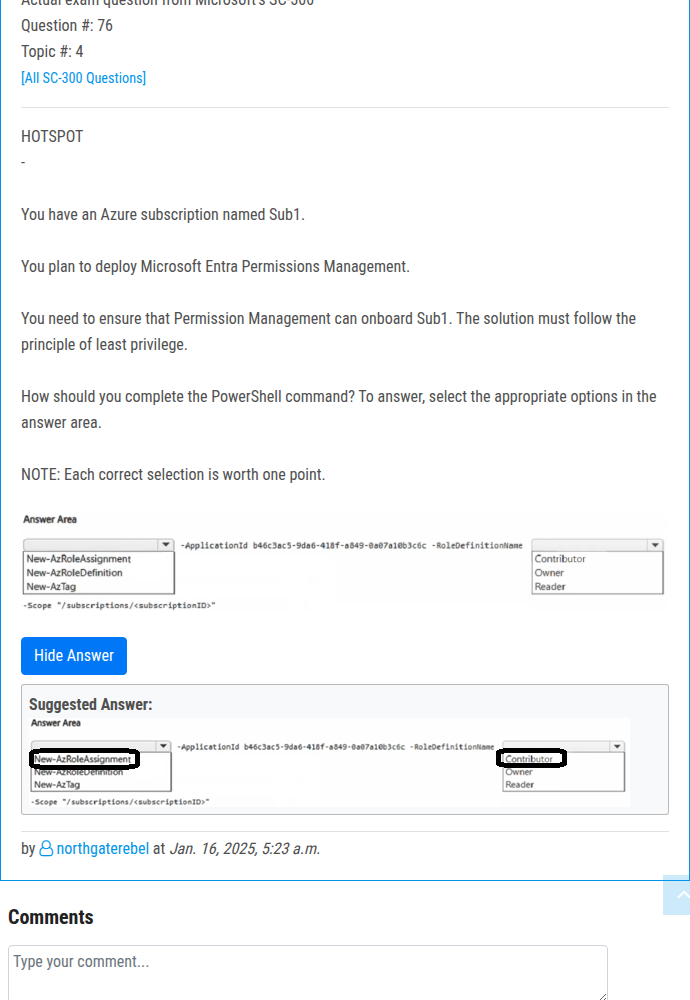 Actual exam question from Microsoft's SC-300
Question #: 76
Topic #: 4
[All SC-300 Questions]
HOTSPOT
-
You have an Azure subscription named Sub1.
You plan to deploy Microsoft Entra Permissions Management.
You need to ensure that Permission Management can onboard Sub1. The solution must follow the
principle of least privilege.
How should you complete the PowerShell command? To answer, select the appropriate options in the
answer area.
NOTE: Each correct selection is worth one point.
Answer Area
-ApplicationId b46c3ac5-9da6-418f-a849-0a07a10b3c6c -RoleDefinitionName
New-AzRoleAssignment
New-AzRoleDefinition
New-AzTag
Contributor
Owner
Reader
-Scope "/subscriptions/<subscriptionID>"
Hide Answer
Suggested Answer:
Answer Area
-ApplicationId b46c3ac5-9da6-418f-a849-0a07a10b3c6c -RoleDefinitionName
New-AzRoleAssignment
New-AzRoleDefinition
New-AzTag
Contributor
Owner
Reader
-Scope "/subscriptions/<subscriptionID>"
by northgaterebel at Jan. 16, 2025, 5:23 a.m.
Comments
Type your comment...